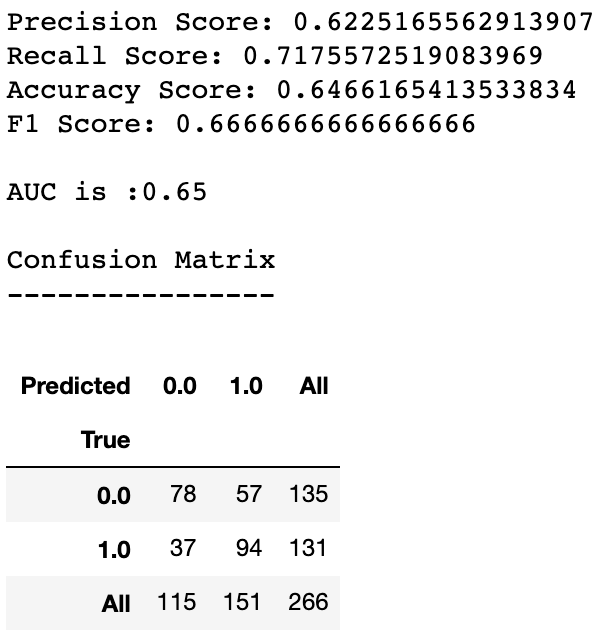 Precision Score: 0.6225165562913907
Recall Score: 0.7175572519083969
Accuracy Score: 0.6466165413533834
F1 Score: 0.6666666666666666
AUC is :0.65
Confusion Matrix
----------------
Predicted 0.0 1.0 All
True
0.0 78 57 135
1.0 37 94 131
All 115 151 266